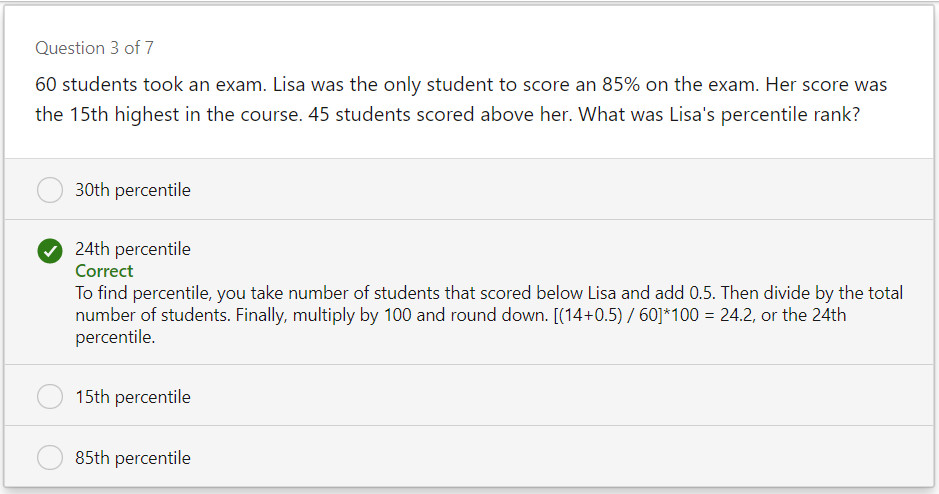 Question 3 of 7
60 students took an exam. Lisa was the only student to score an 85% on the exam. Her score was
the 15th highest in the course. 45 students scored above her. What was Lisa's percentile rank?
30th percentile
24th percentile
Correct
To find percentile, you take number of students that scored below Lisa and add 0.5. Then divide by the total
number of students. Finally, multiply by 100 and round down. [(14+0.5) / 60]*100 = 24.2, or the 24th
percentile.
15th percentile
85th percentile